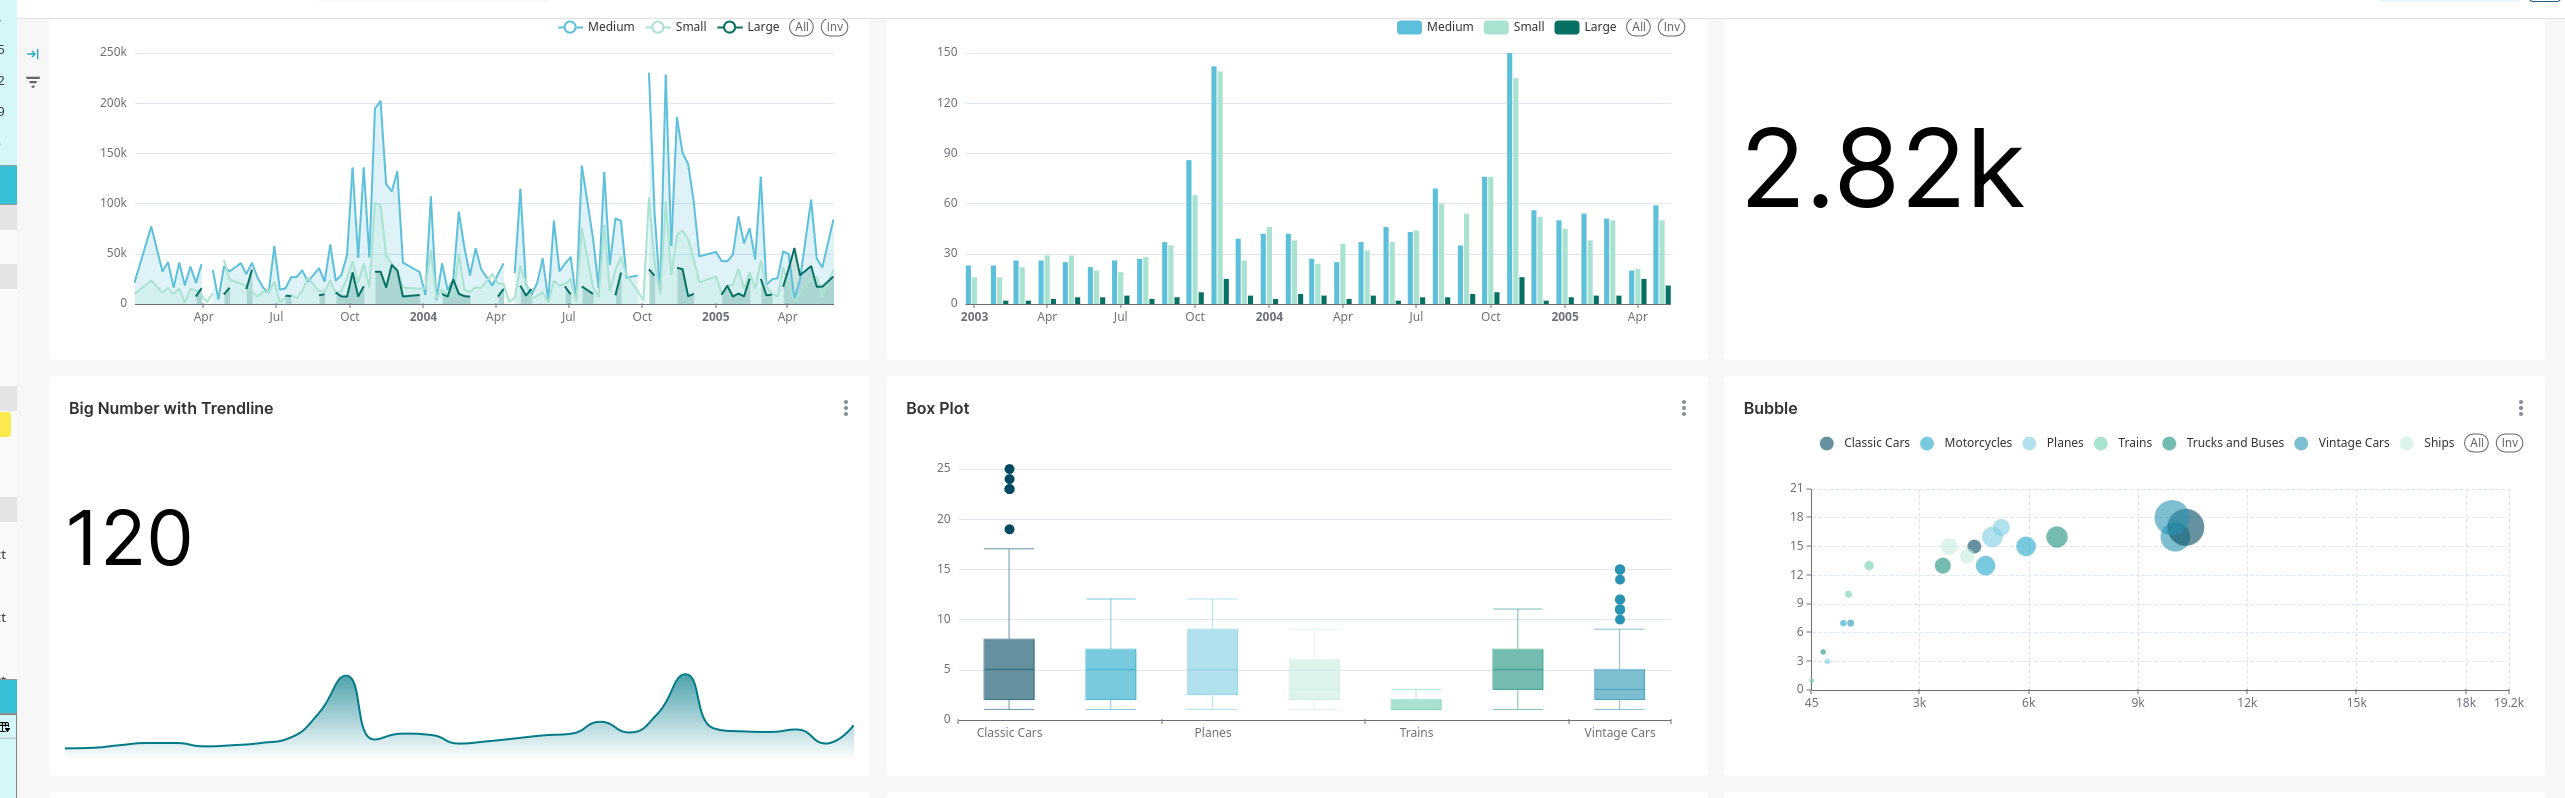 Medium Small Large All Inv
250k
200k
150k
100k
50k
0
Apr Jul Oct 2004 Apr Jul Oct 2005 Apr
Medium Small Large All Inv
150
120
90
60
30
0
2003 Apr Jul Oct 2004 Apr Jul Oct 2005 Apr
2.82k
Big Number with Trendline
120
Box Plot
25
20
15
10
5
0
Classic Cars Planes Trains Vintage Cars
Bubble
Classic Cars Motorcycles Planes Trains Trucks and Buses Vintage Cars Ships All Inv
21
18
15
12
9
6
3
0
45 3k 6k 9k 12k 15k 18k 19.2k